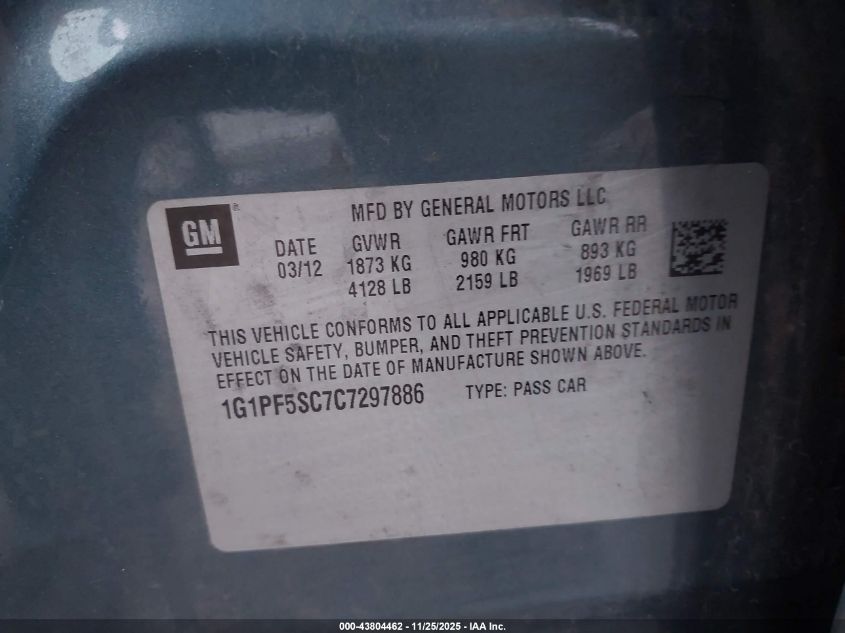 GM
MFD BY GENERAL MOTORS LLC
DATE GVWR GAWR FRT GAWR RR
03/12 1873 KG 980 KG 893 KG
4128 LB 2159 LB 1969 LB
THIS VEHICLE CONFORMS TO ALL APPLICABLE U.S. FEDERAL MOTOR
VEHICLE SAFETY, BUMPER, AND THEFT PREVENTION STANDARDS IN
EFFECT ON THE DATE OF MANUFACTURE SHOWN ABOVE.
1G1PF5SC7C7297886 TYPE: PASS CAR
000-43804462 - 11/25/2025 - IAA Inc.